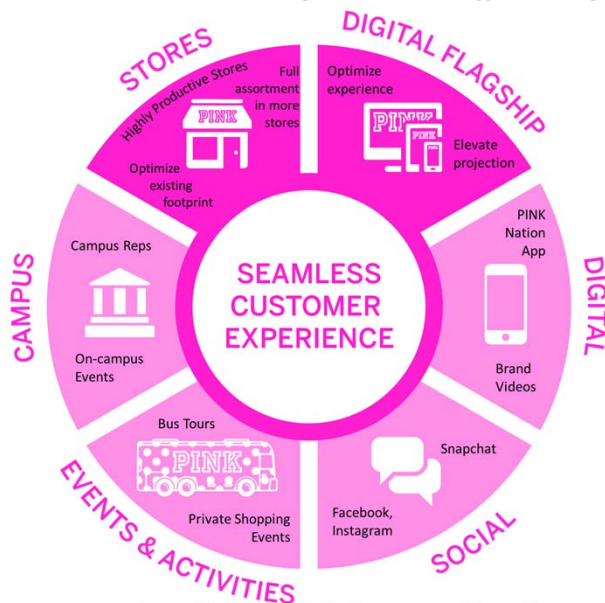 STORES
Highly Productive Stores
Full
assortment
in more
stores
PINK
Optimize
existing
footprint
DIGITAL FLAGSHIP
Optimize
experience
PINK
PINK
Elevate
projection
DIGITAL
PINK
Nation
App
Brand
Videos
SOCIAL
Snapchat
Facebook,
Instagram
EVENTS & ACTIVITIES
Bus Tours
PINK
Private Shopping
Events
CAMPUS
Campus Reps
On-campus
Events
SEAMLESS
CUSTOMER
EXPERIENCE